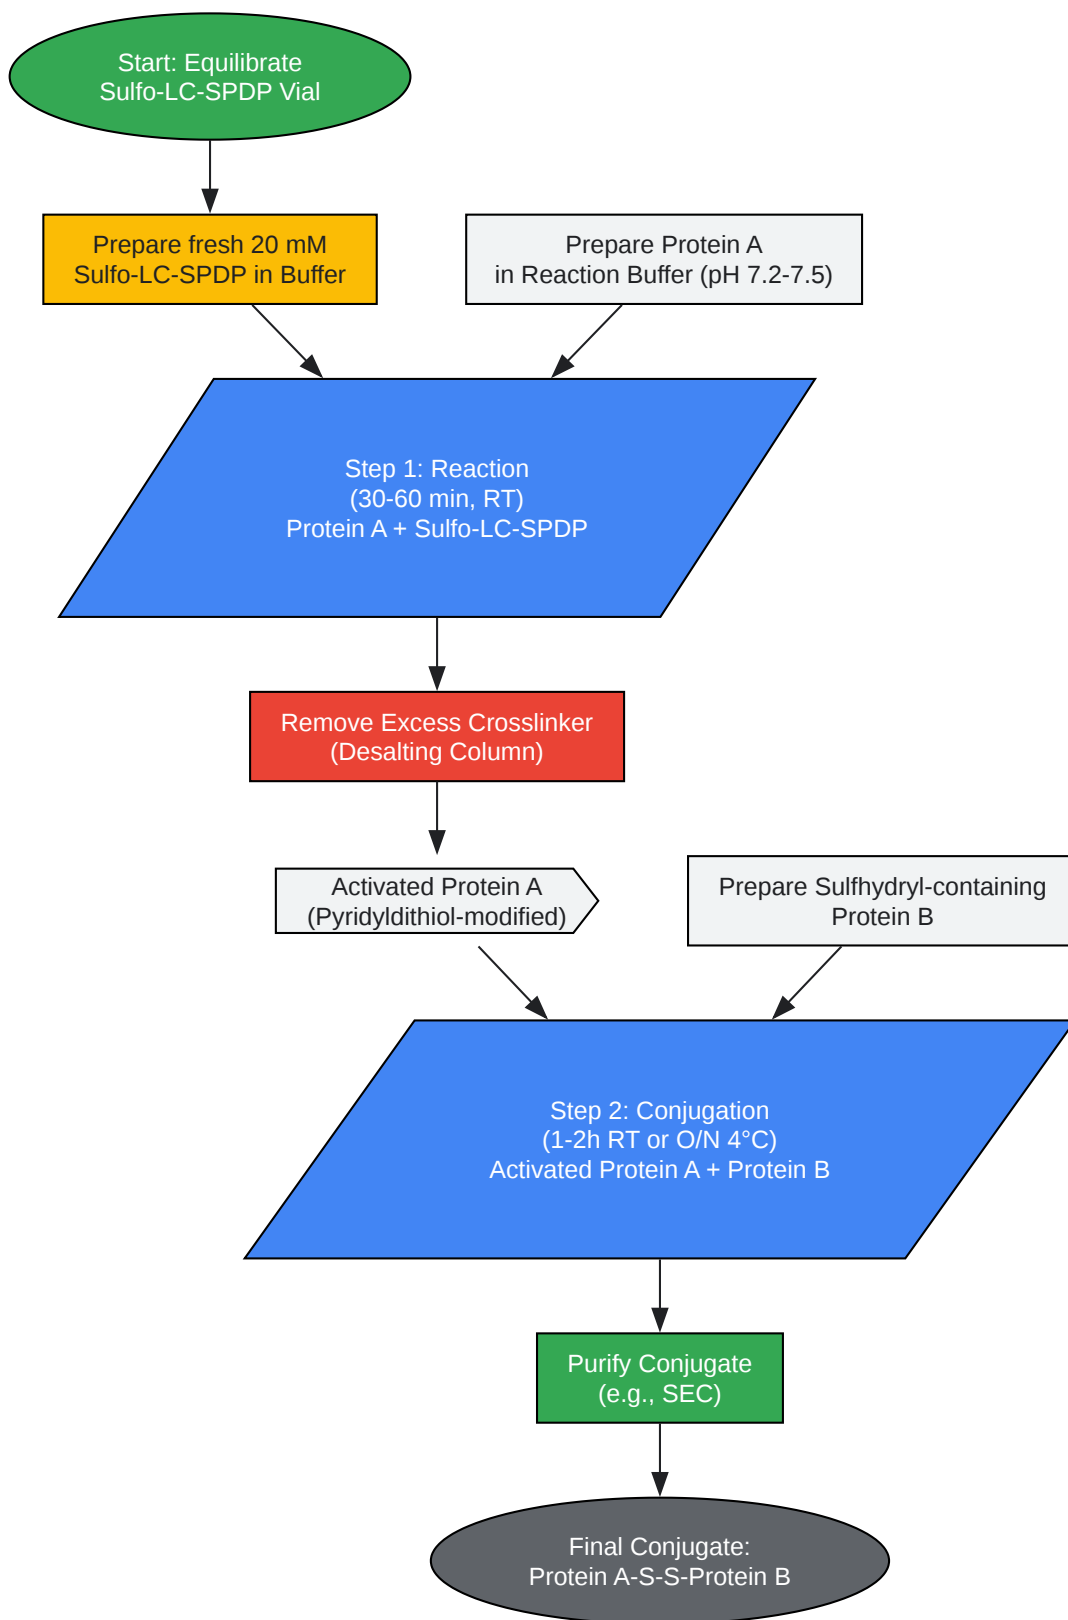 Start: Equilibrate
Sulfo-LC-SPDP Vial
Prepare fresh 20 mM
Sulfo-LC-SPDP in Buffer
Prepare Protein A
in Reaction Buffer (pH 7.2-7.5)
Step 1: Reaction
(30-60 min, RT)
Protein A + Sulfo-LC-SPDP
Remove Excess Crosslinker
(Desalting Column)
Activated Protein A
(Pyridyldithiol-modified)
Prepare Sulfhydryl-containing
Protein B
Step 2: Conjugation
(1-2h RT or O/N 4°C)
Activated Protein A + Protein B
Purify Conjugate
(e.g., SEC)
Final Conjugate:
Protein A-S-S-Protein B